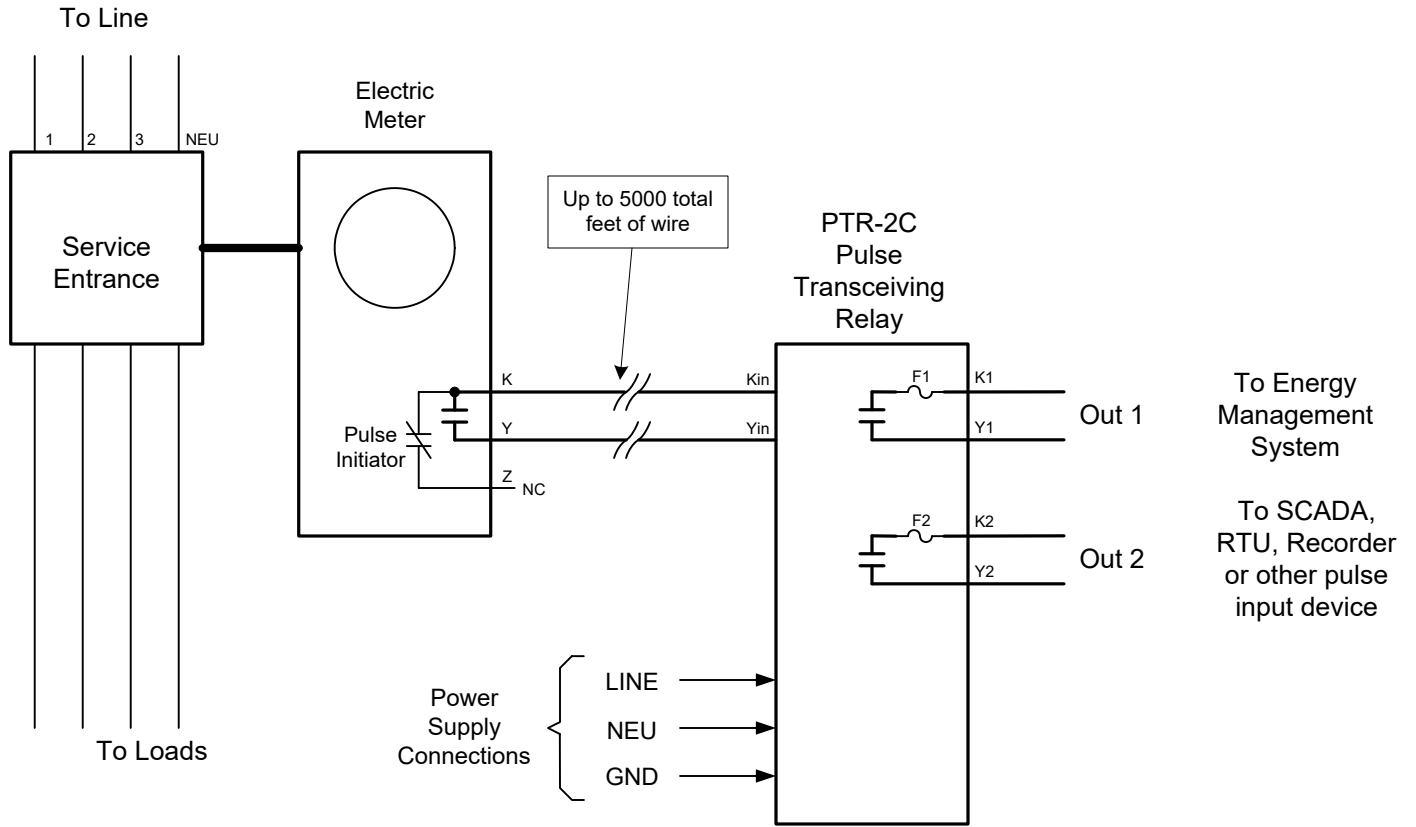 To Line
1
2
3
NEU
Service
Entrance
To Loads
Electric
Meter
Pulse
Initiator
K
Y
Z
NC
Up to 5000 total
feet of wire
PTR-2C
Pulse
Transceiving
Relay
Kin
Yin
F1
K1
Y1
Out 1
To Energy
Management
System
F2
K2
Y2
Out 2
To SCADA,
RTU, Recorder
or other pulse
input device
Power
Supply
Connections
LINE
NEU
GND